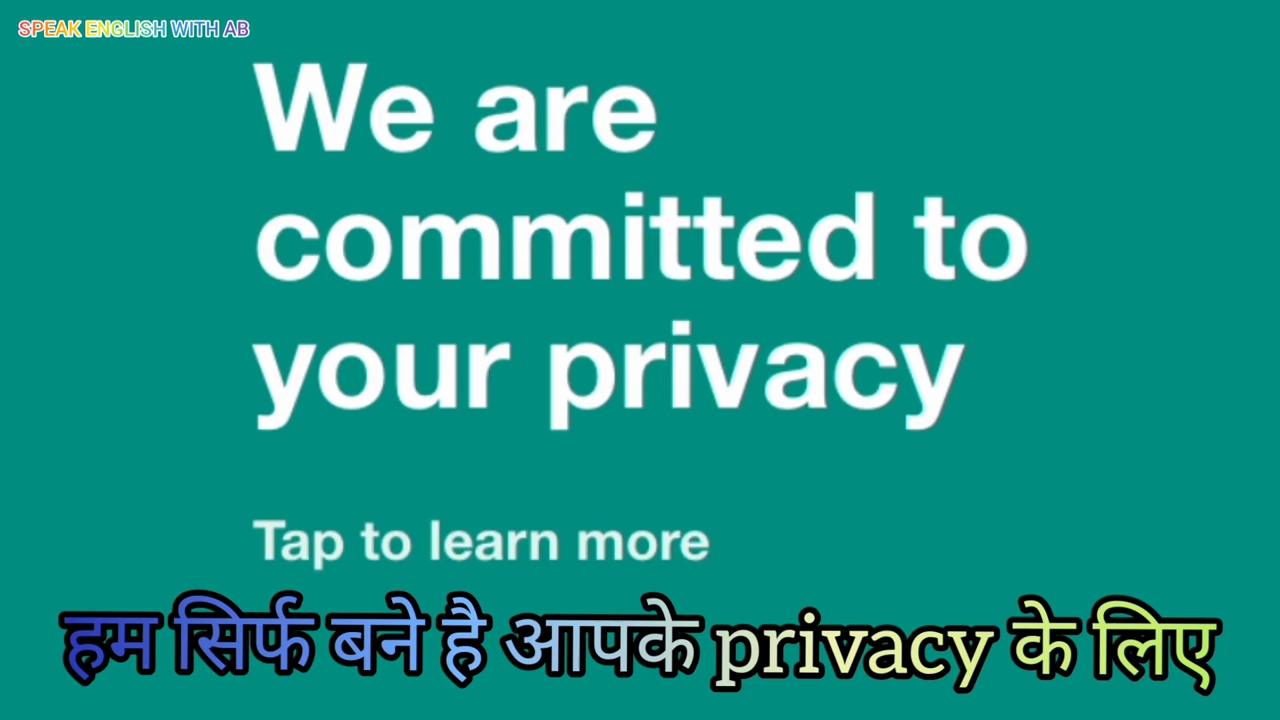 SPEAK ENGLISH WITH AB
We are
committed to
your privacy
Tap to learn more
हम सिर्फ बने है आपके privacy के लिए